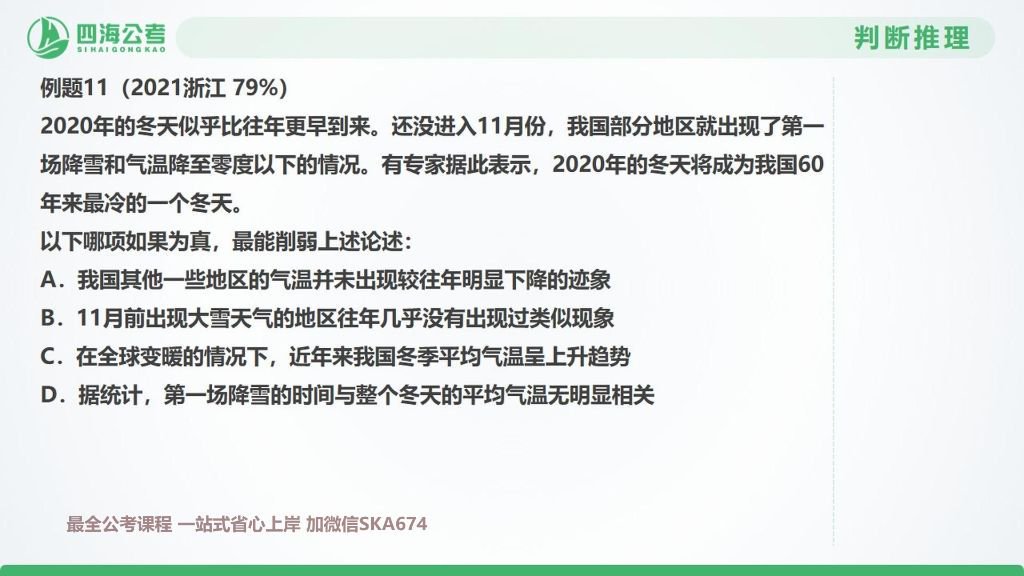 四海公考
SIHAIGONGKAO
判断推理
例题11（2021浙江 79%）
2020年的冬天似乎比往年更早到来。还没进入11月份，我国部分地区就出现了第一
场降雪和气温降至零度以下的情况。有专家据此表示，2020年的冬天将成为我国60
年来最冷的一个冬天。
以下哪项如果为真，最能削弱上述论述：
A．我国其他一些地区的气温并未出现较往年明显下降的迹象
B．11月前出现大雪天气的地区往年几乎没有出现过类似现象
C．在全球变暖的情况下，近年来我国冬季平均气温呈上升趋势
D．据统计，第一场降雪的时间与整个冬天的平均气温无明显相关
最全公考课程 一站式省心上岸 加微信SKA674